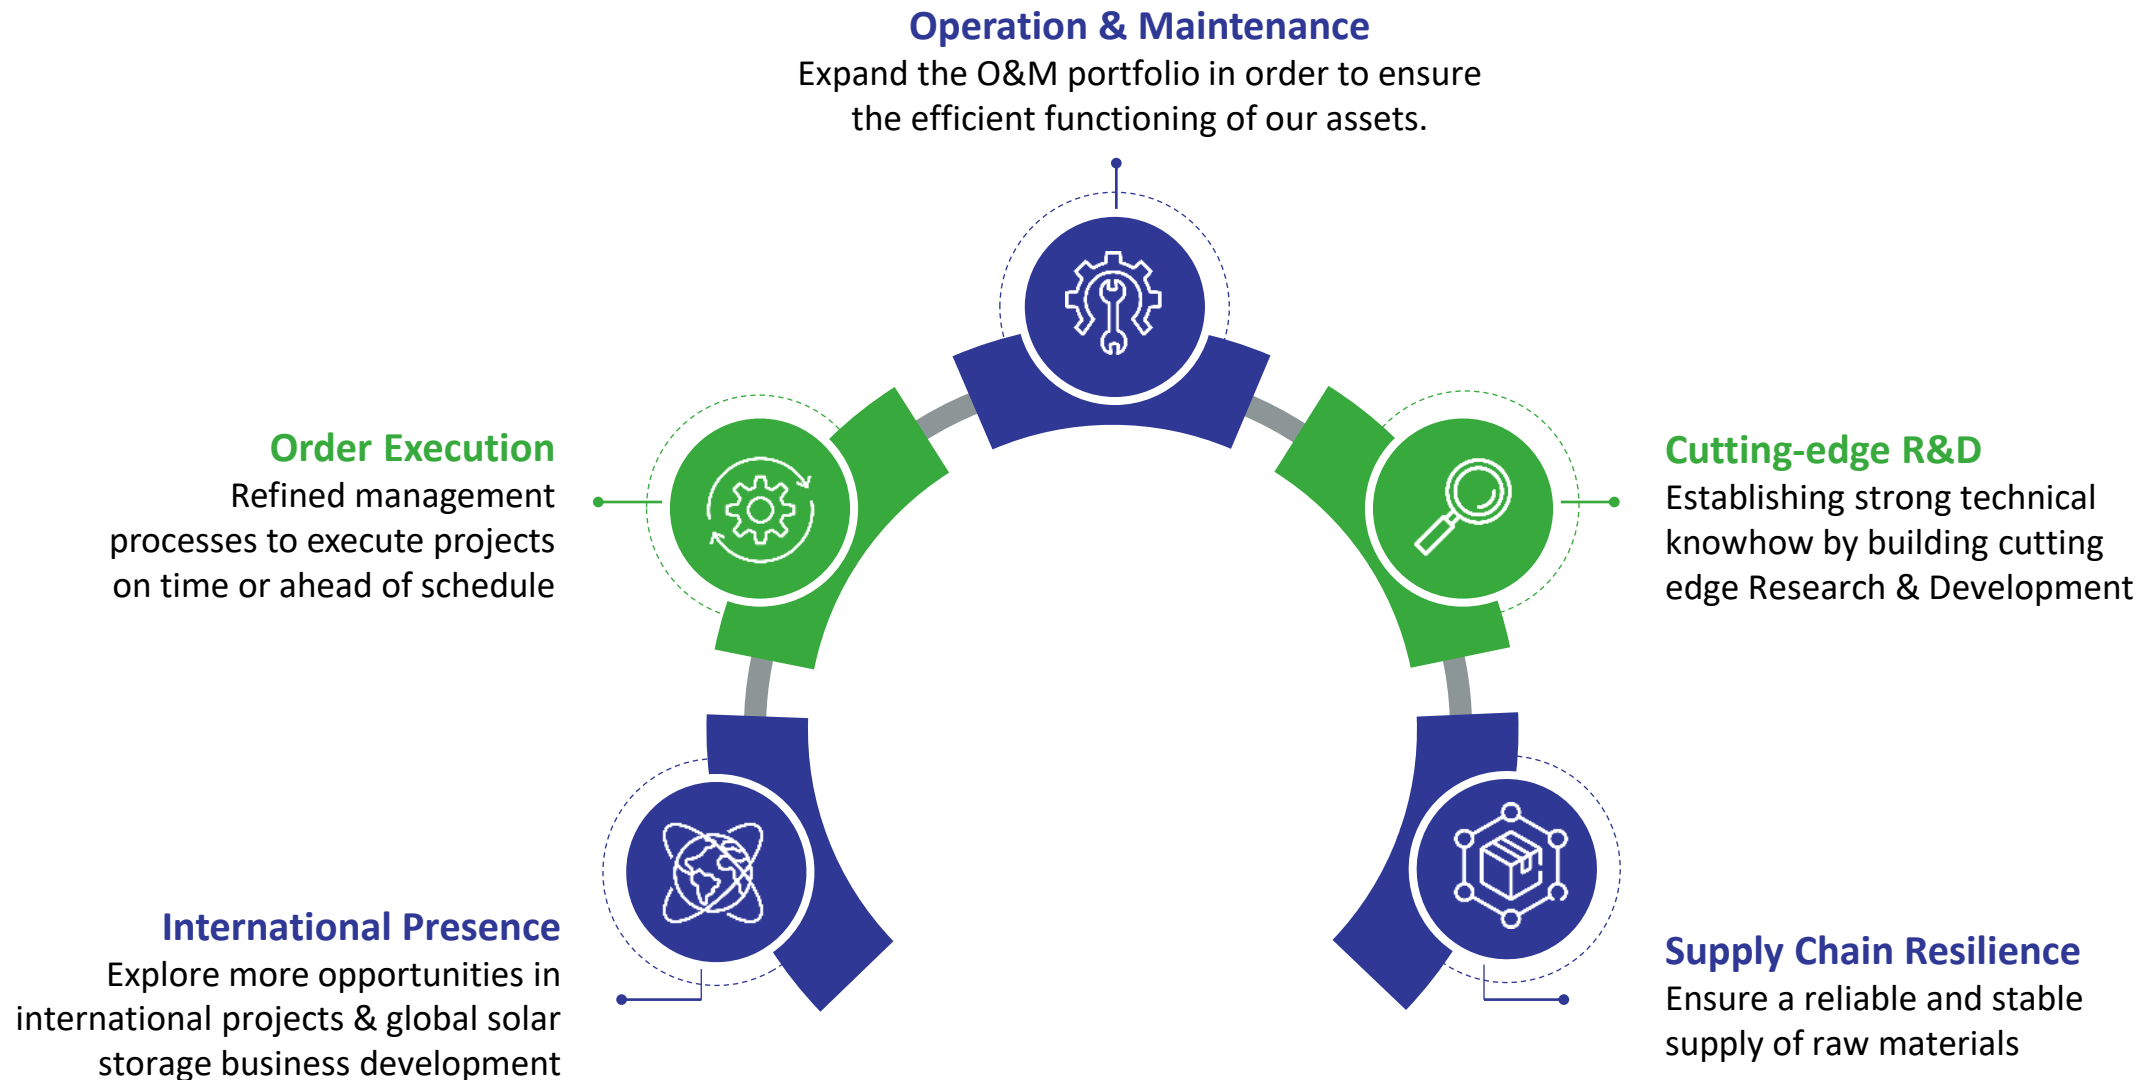 Operation & Maintenance
Expand the O&M portfolio in order to ensure
the efficient functioning of our assets.
Order Execution
Refined management
processes to execute projects
on time or ahead of schedule
Cutting-edge R&D
Establishing strong technical
knowhow by building cutting
edge Research & Development
International Presence
Explore more opportunities in
international projects & global solar
storage business development
Supply Chain Resilience
Ensure a reliable and stable
supply of raw materials